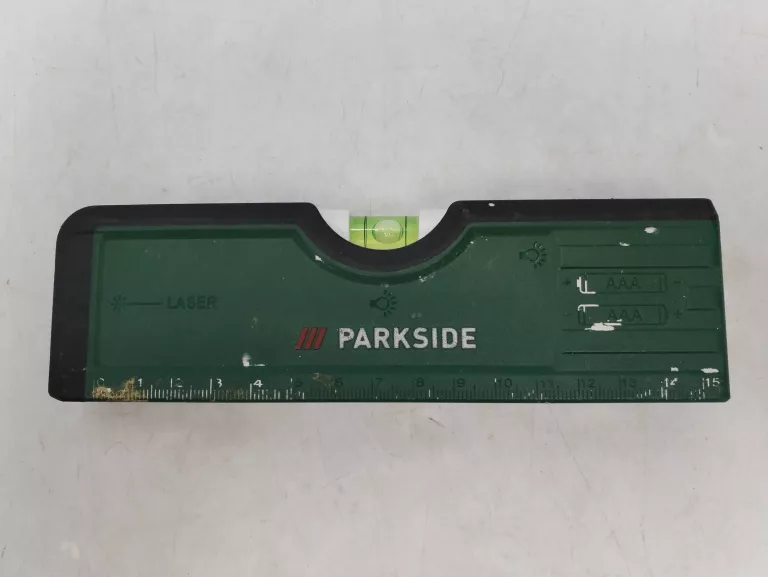 LASER
+ AAA -
- AAA +
/// PARKSIDE
0 1 2 3 4 5 6 7 8 9 10 11 12 13 14 15